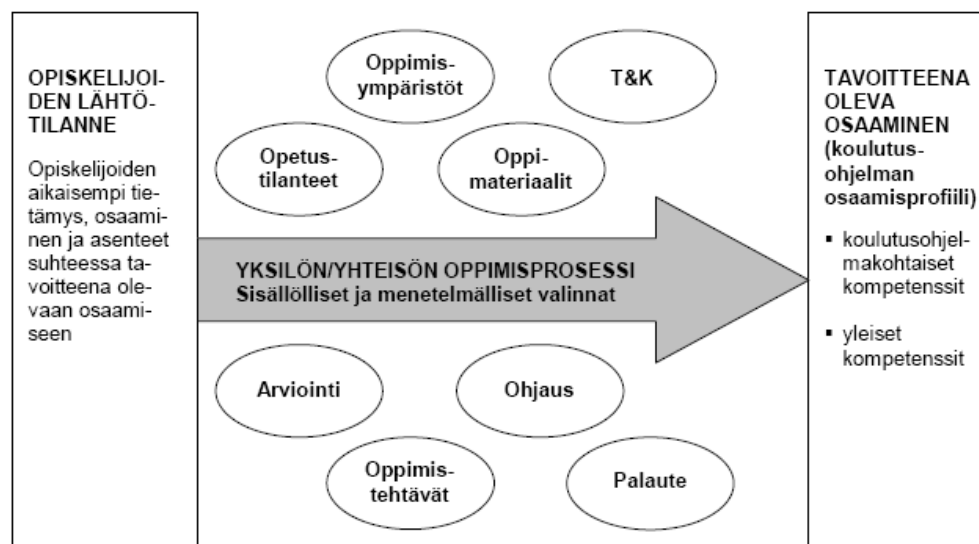 OPISKELIJOI-
DEN LÄHTÖ-
TILANNE
Opiskelijoiden
aikaisempi tie-
tämys, osaami-
nen ja asenteet
suhteessa ta-
voitteena ole-
vaan osaami-
seen
Oppimis-
ympäristöt
T&K
Opetus-
tilanteet
Oppi-
materiaalit
YKSILÖN/YHTEISÖN OPPIMISPROSESSI
Sisällölliset ja menetelmälliset valinnat
Arviointi
Ohjaus
Oppimis-
tehtävät
Palaute
TAVOITTEENA
OLEVA
OSAAMINEN
(koulutus-
ohjelman
osaamisprofiili)
▪ koulutusohjel-
makohtaiset
kompetenssit
▪ yleiset
kompetenssit